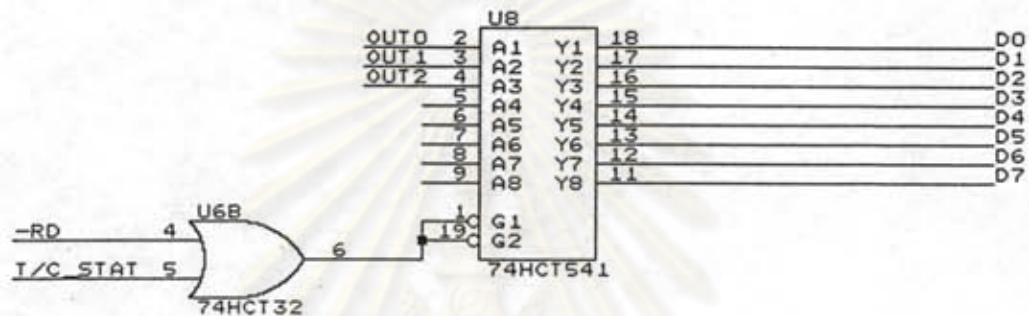 U8
OUT0 2 A1 Y1 18 D0
OUT1 3 A2 Y2 17 D1
OUT2 4 A3 Y3 16 D2
5 A4 Y4 15 D3
6 A5 Y5 14 D4
7 A6 Y6 13 D5
8 A7 Y7 12 D6
9 A8 Y8 11 D7
1 G1
19 G2
74HCT541
U6B
-RD 4
6
T/C_STAT 5
74HCT32